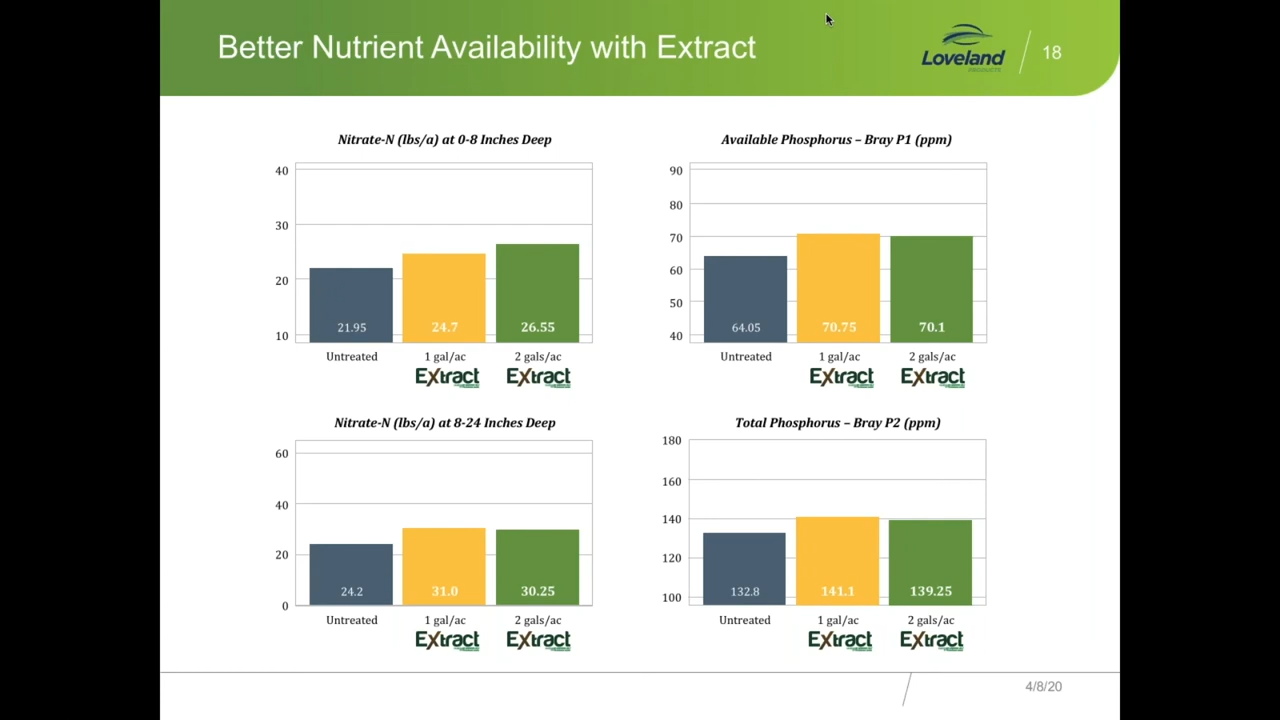 Better Nutrient Availability with Extract
Loveland
PRODUCTS
18
Nitrate-N (lbs/a) at 0-8 Inches Deep
40
30
20
10
21.95
24.7
26.55
Untreated
1 gal/ac
2 gals/ac
Extract
Extract
Available Phosphorus – Bray P1 (ppm)
90
80
70
60
50
40
64.05
70.75
70.1
Untreated
1 gal/ac
2 gals/ac
Extract
Extract
Nitrate-N (lbs/a) at 8-24 Inches Deep
60
40
20
0
24.2
31.0
30.25
Untreated
1 gal/ac
2 gals/ac
Extract
Extract
Total Phosphorus – Bray P2 (ppm)
180
160
140
120
100
132.8
141.1
139.25
Untreated
1 gal/ac
2 gals/ac
Extract
Extract
4/8/20